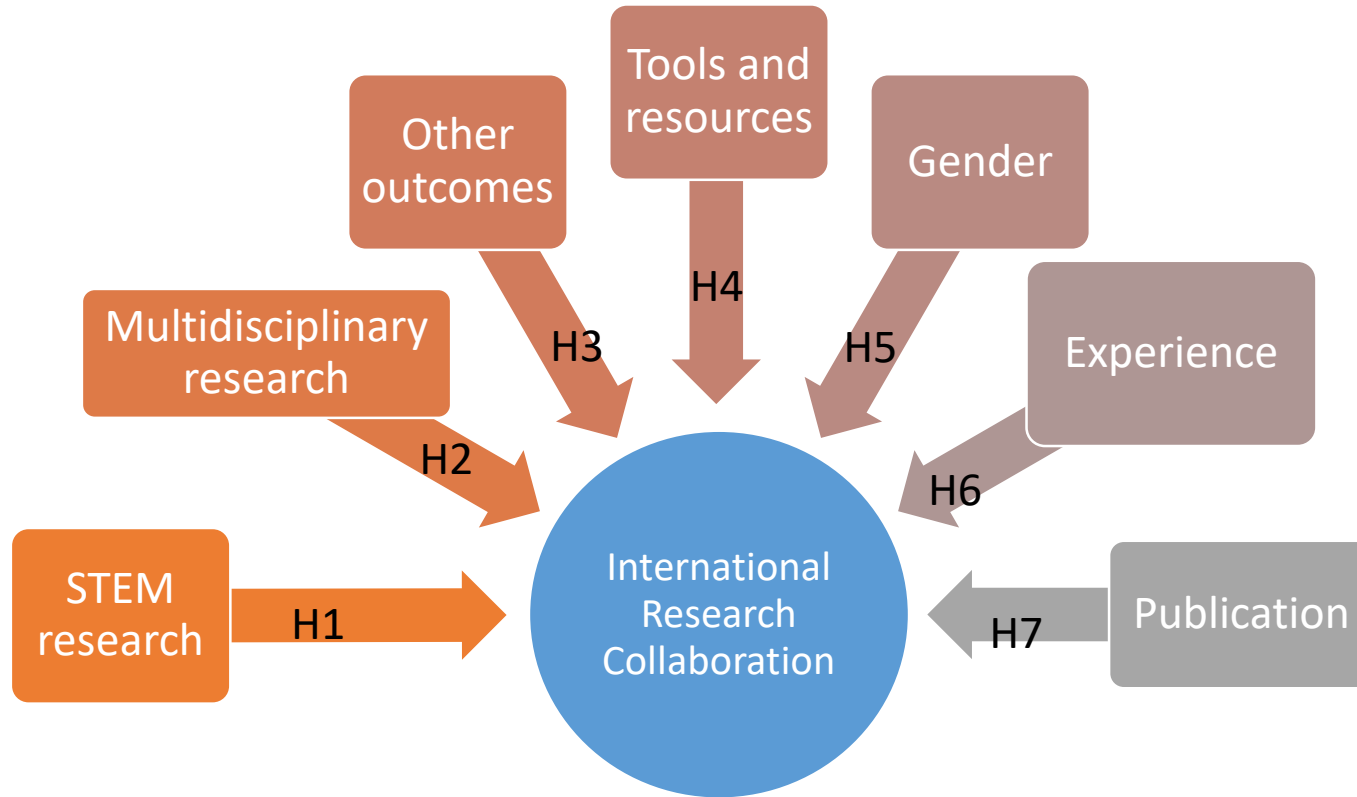 Tools and
resources
Other
outcomes
Gender
Multidisciplinary
research
Experience
H4
H3
H5
H2
H6
STEM
research
H1
International
Research
Collaboration
H7
Publication